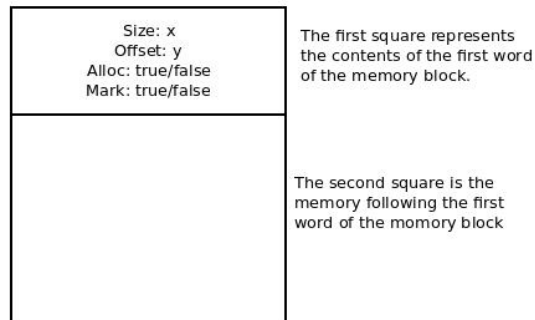 Size: x
Offset: y
Alloc: true/false
Mark: true/false
The first square represents
the contents of the first word
of the memory block.
The second square is the
memory following the first
word of the momory block